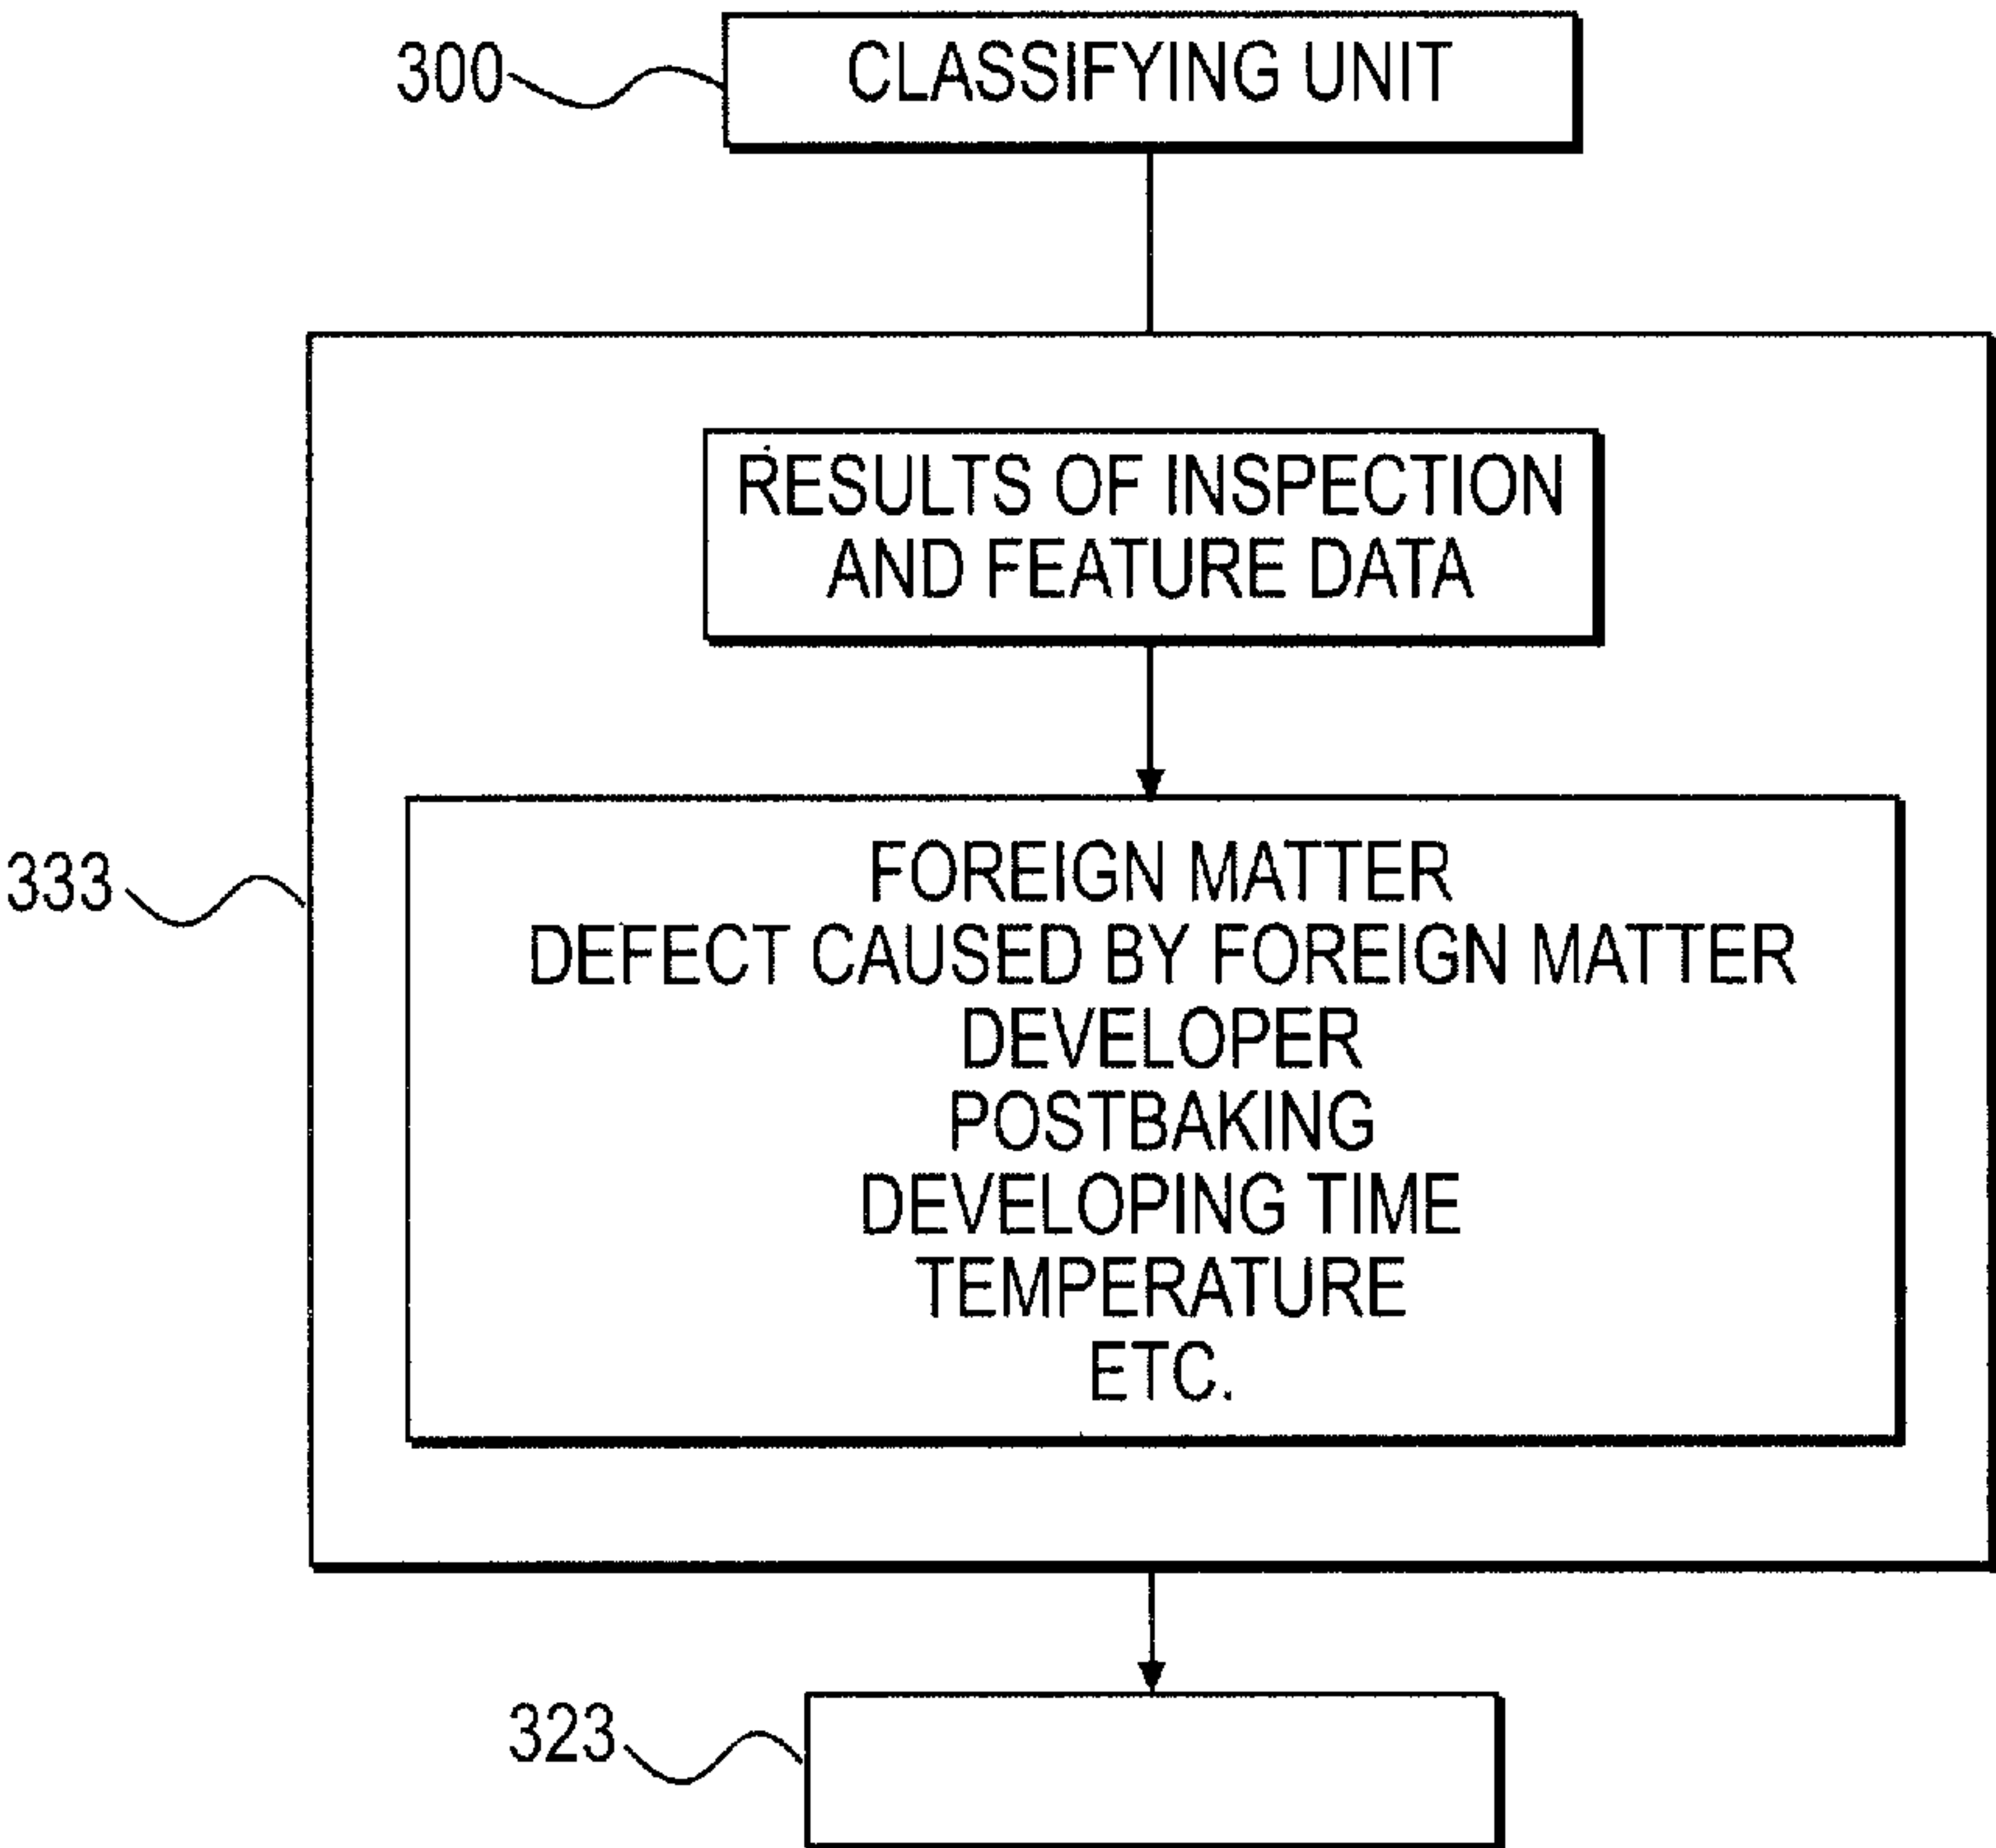 300
CLASSIFYING UNIT
RESULTS OF INSPECTION
AND FEATURE DATA
333
FOREIGN MATTER
DEFECT CAUSED BY FOREIGN MATTER
DEVELOPER
POSTBAKING
DEVELOPING TIME
TEMPERATURE
ETC.
323